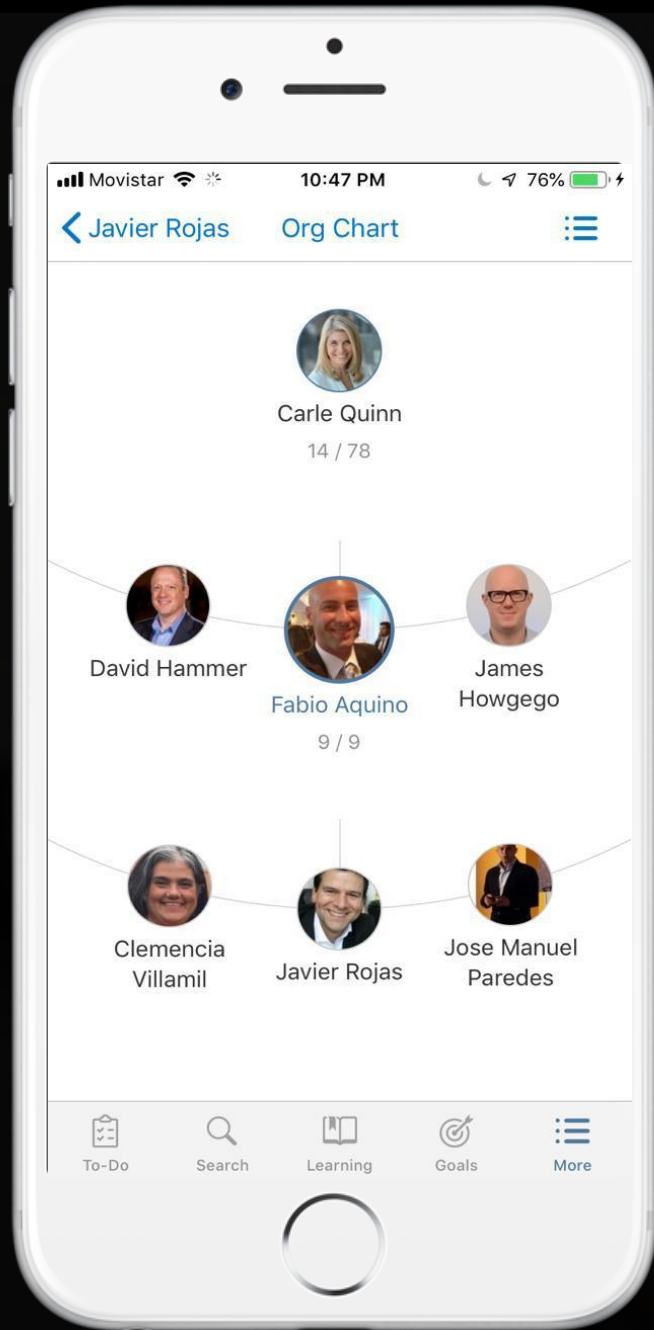 Movistar 10:47 PM 76%
Javier Rojas Org Chart
Carle Quinn
14 / 78
David Hammer
Fabio Aquino
9 / 9
James
Howgego
Clemencia
Villamil
Javier Rojas
Jose Manuel
Paredes
To-Do Search Learning Goals More